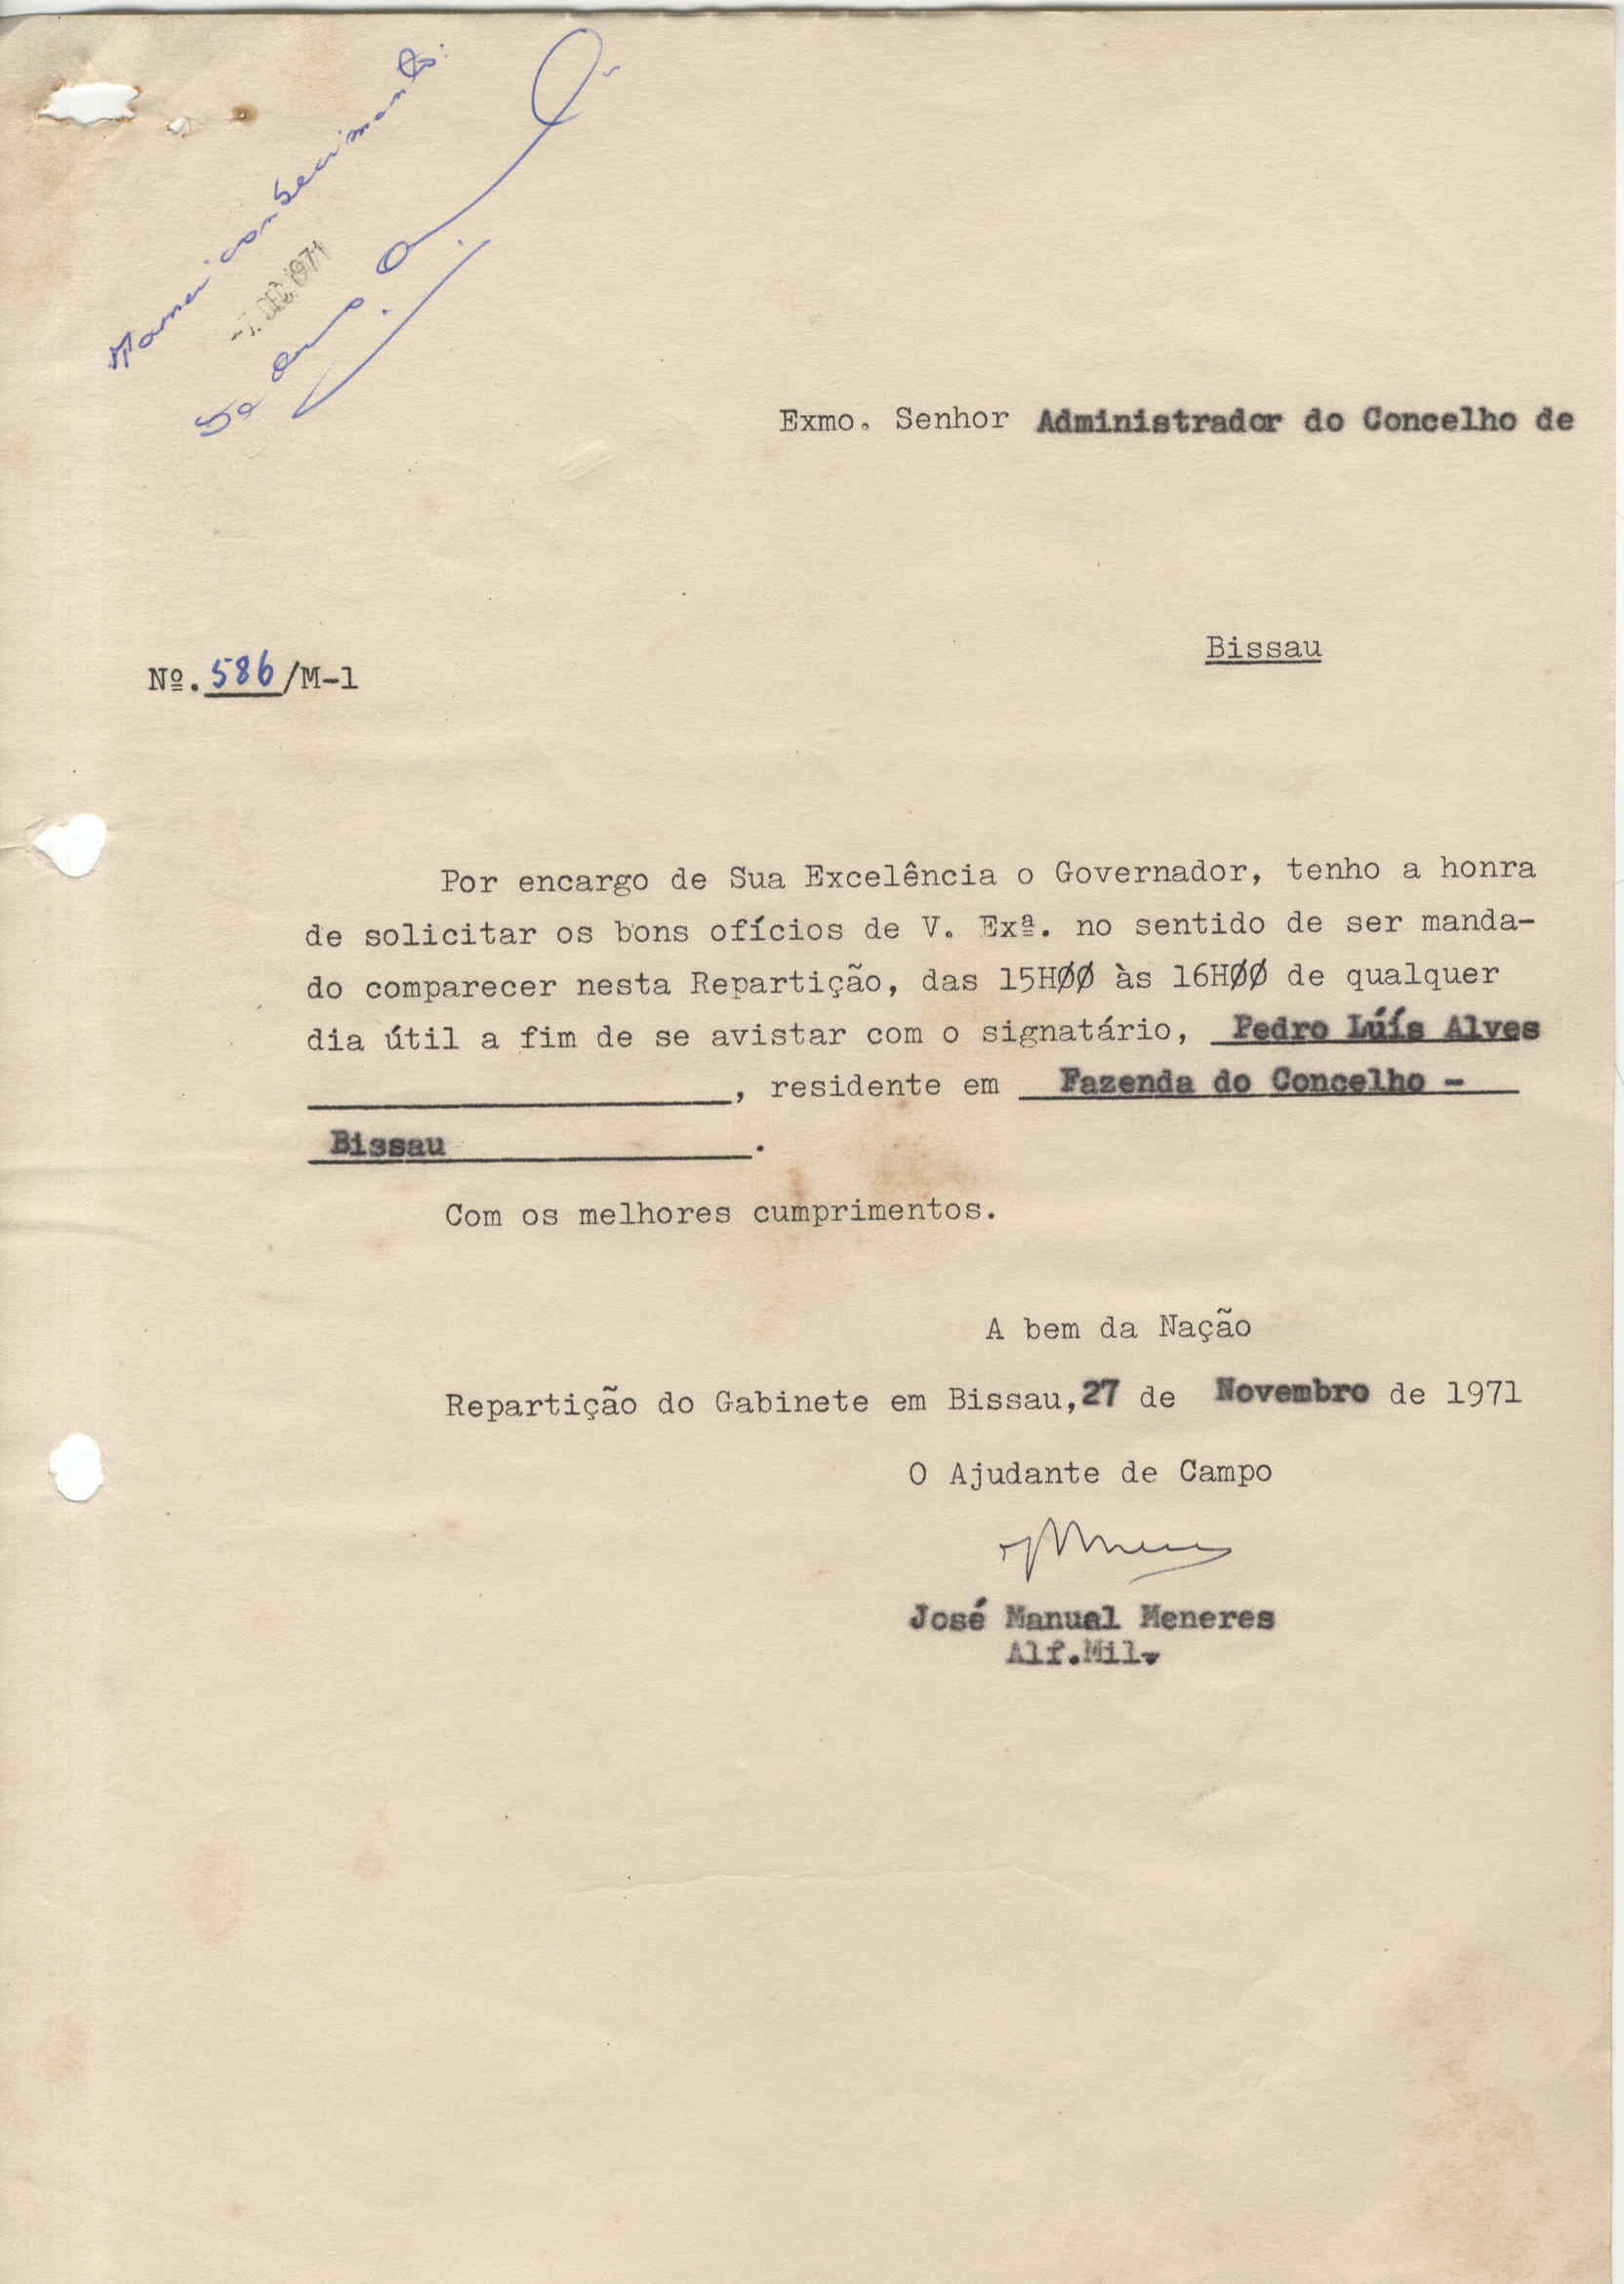 Tomei conhecimento.
DEZ. 1971
Exmo. Senhor Administrador do Concelho de
Bissau
Nº. 586 /M-1
Por encargo de Sua Excelência o Governador, tenho a honra
de solicitar os bons ofícios de V. Exª. no sentido de ser manda-
do comparecer nesta Repartição, das 15HØØ às 16HØØ de qualquer
dia útil a fim de se avistar com o signatário, Pedro Lúís Alves
, residente em Fazenda do Concelho -
Bissau .
Com os melhores cumprimentos.
A bem da Nação
Repartição do Gabinete em Bissau, 27 de Novembro de 1971
O Ajudante de Campo
José Manual Meneres
Alf.Mil.